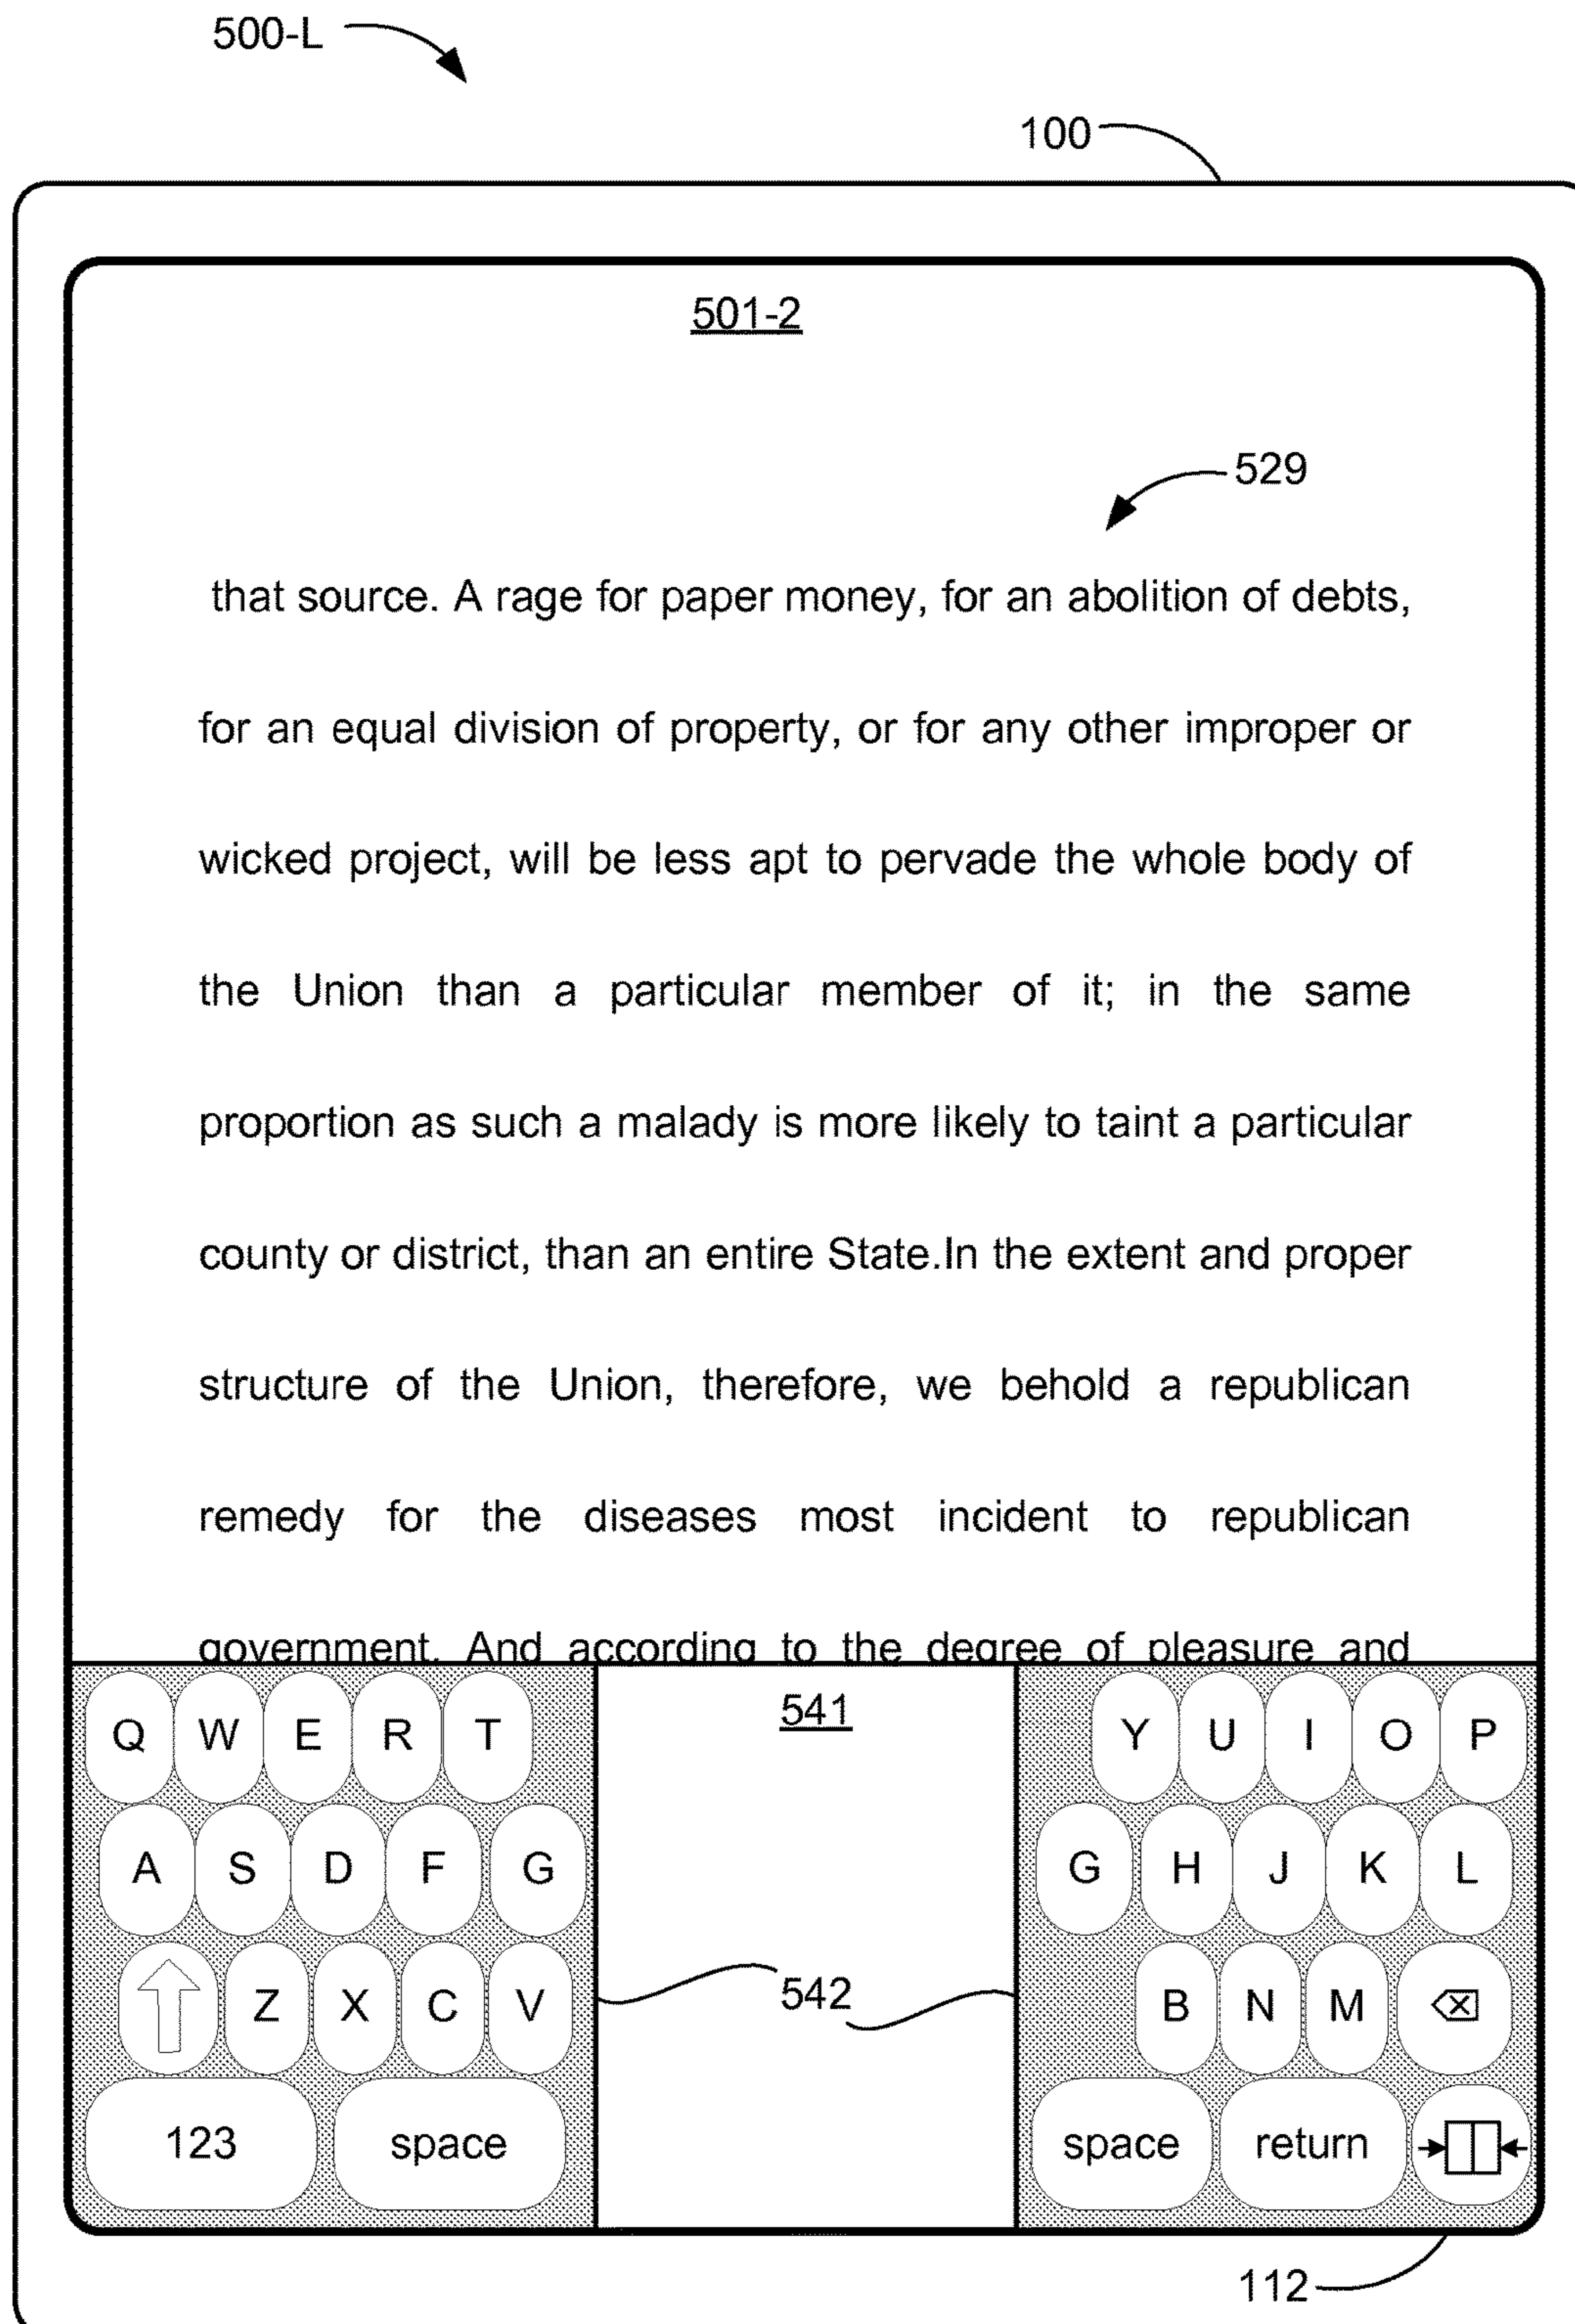 500-L
100
501-2
529
that source. A rage for paper money, for an abolition of debts,
for an equal division of property, or for any other improper or
wicked project, will be less apt to pervade the whole body of
the Union than a particular member of it; in the same
proportion as such a malady is more likely to taint a particular
county or district, than an entire State.In the extent and proper
structure of the Union, therefore, we behold a republican
remedy for the diseases most incident to republican
government. And according to the degree of pleasure and
Q W E R T
541
Y U I O P
A S D F G
G H J K L
Z X C V
542
B N M
123 space
space return
112